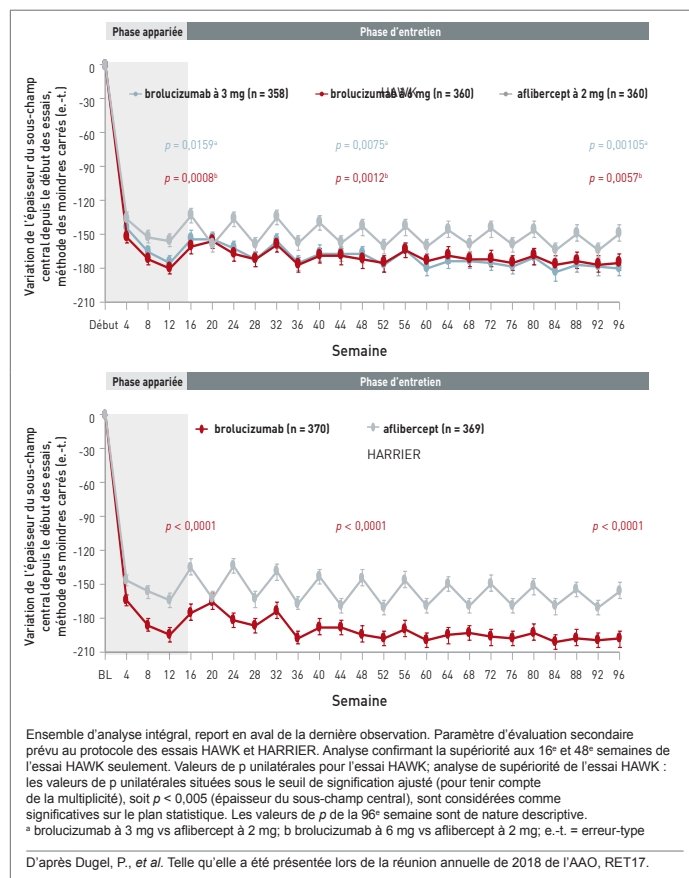 Phase appariée Phase d'entretien
0
-30
-60
-90
-120
-150
-180
-210
Variation de l'épaisseur du sous-champ
central depuis le début des essais,
méthode des moindres carrés (e.-t.)
brolucizumab à 3 mg (n = 358) brolucizumab à 6 mg (n = 360) aflibercept à 2 mg (n = 360)
HAWK
p = 0,0159ᵃ p = 0,0075ᵃ p = 0,00105ᵃ
p = 0,0008ᵇ p = 0,0012ᵇ p = 0,0057ᵇ
Début 4 8 12 16 20 24 28 32 36 40 44 48 52 56 60 64 68 72 76 80 84 88 92 96
Semaine
Phase appariée Phase d'entretien
0
-30
-60
-90
-120
-150
-180
-210
Variation de l'épaisseur du sous-champ
central depuis le début des essais,
méthode des moindres carrés (e.-t.)
brolucizumab (n = 370) aflibercept (n = 369)
HARRIER
p < 0,0001 p < 0,0001 p < 0,0001
BL 4 8 12 16 20 24 28 32 36 40 44 48 52 56 60 64 68 72 76 80 84 88 92 96
Semaine
Ensemble d'analyse intégral, report en aval de la dernière observation. Paramètre d'évaluation secondaire
prévu au protocole des essais HAWK et HARRIER. Analyse confirmant la supériorité aux 16ᵉ et 48ᵉ semaines de
l'essai HAWK seulement. Valeurs de p unilatérales pour l'essai HAWK; analyse de supériorité de l'essai HAWK :
les valeurs de p unilatérales situées sous le seuil de signification ajusté (pour tenir compte
de la multiplicité), soit p < 0,005 (épaisseur du sous-champ central), sont considérées comme
significatives sur le plan statistique. Les valeurs de p de la 96ᵉ semaine sont de nature descriptive.
ᵃ brolucizumab à 3 mg vs aflibercept à 2 mg; b brolucizumab à 6 mg vs aflibercept à 2 mg; e.-t. = erreur-type
D'après Dugel, P., et al. Telle qu'elle a été présentée lors de la réunion annuelle de 2018 de l'AAO, RET17.